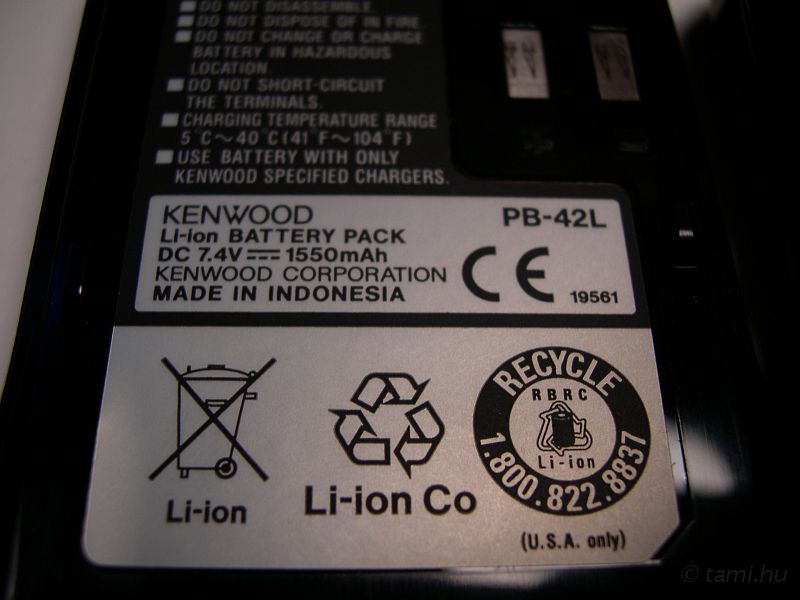 DO NOT DISASSEMBLE.
DO NOT DISPOSE OF IN FIRE.
DO NOT CHANGE OR CHARGE
BATTERY IN HAZARDOUS
LOCATION.
DO NOT SHORT-CIRCUIT
THE TERMINALS.
CHARGING TEMPERATURE RANGE
5°C~40°C(41°F~104°F)
USE BATTERY WITH ONLY
KENWOOD SPECIFIED CHARGERS.
KENWOOD PB-42L
Li-ion BATTERY PACK
DC 7.4V 1550mAh
KENWOOD CORPORATION CE
MADE IN INDONESIA 19561
Li-ion
Li-ion Co
RECYCLE
RBRC
Li-ion
1.800.822.8837
(U.S.A. only)
© tami.hu